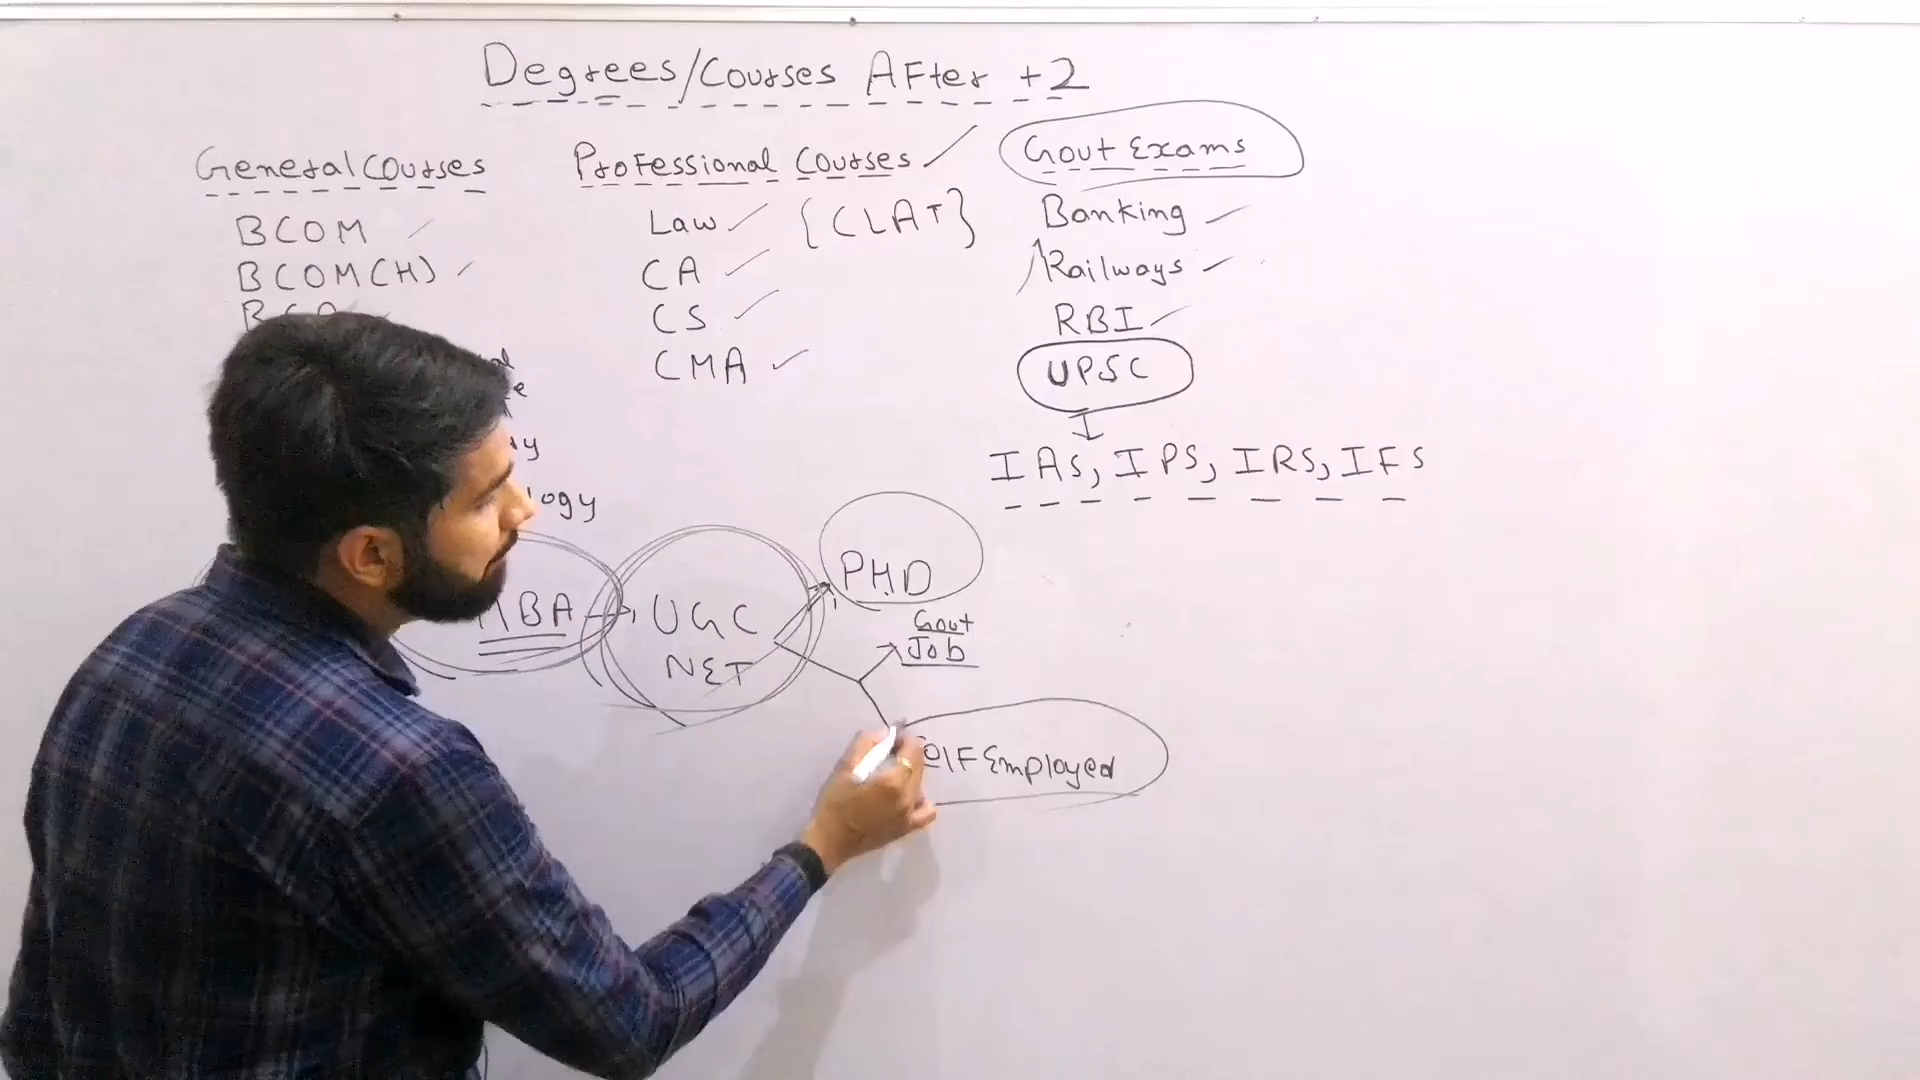 Degrees/Courses After +2
General Courses
BCOM
BCOM(H)
Professional Courses
Law {CLAT}
CA
CS
CMA
Govt Exams
Banking
Railways
RBI
UPSC
IAS, IPS, IRS, IFS
UGC
NET
PHD
Govt
Job
Employed